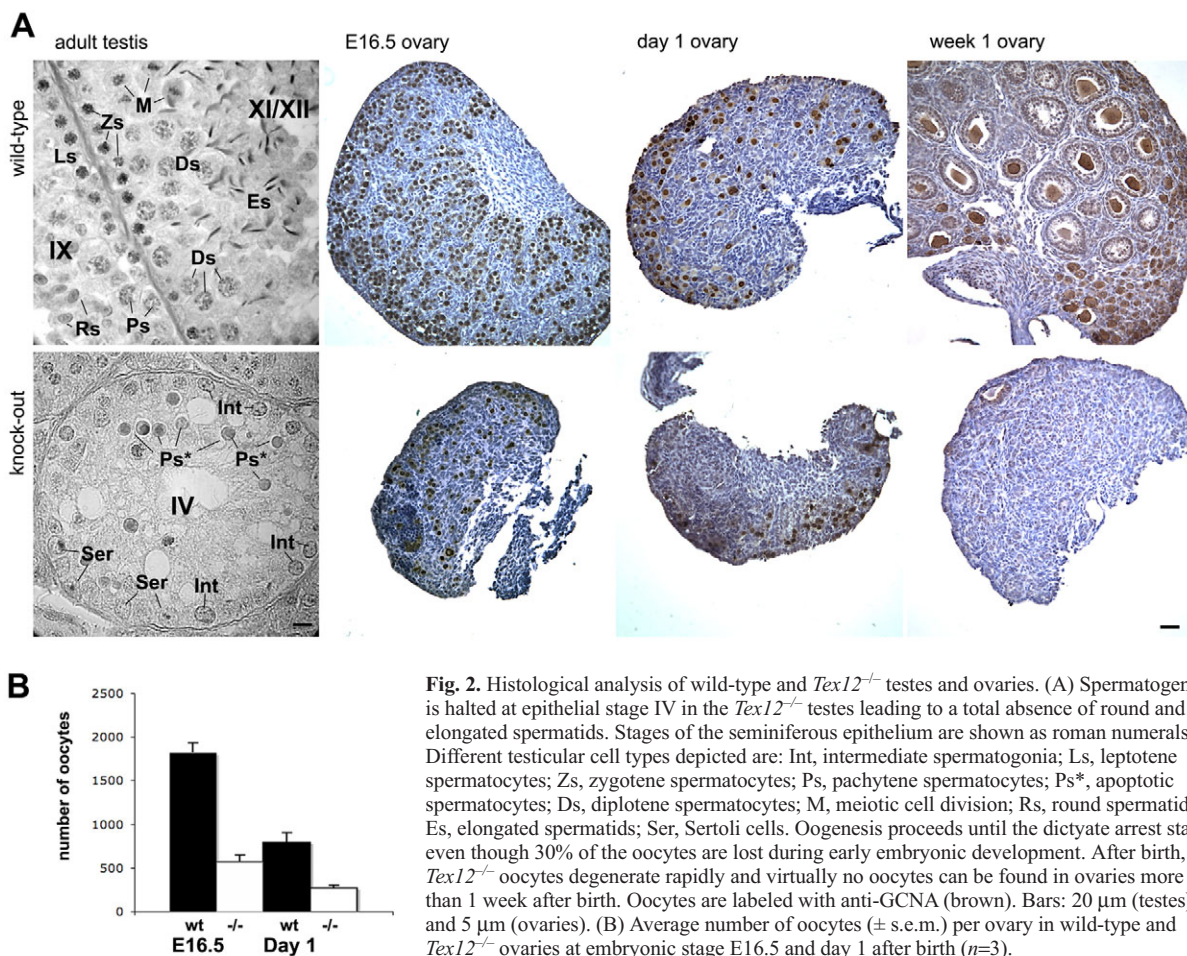 A
adult testis
E16.5 ovary
day 1 ovary
week 1 ovary
wild-type
M
XI/XII
Zs
Ls
Ds
Es
IX
Ds
Rs
Ps
knock-out
Int
Ps*
Ps*
IV
Ser
Int
Ser
Int
B
number of oocytes
2500
2000
1500
1000
500
0
wt -/- wt -/-
E16.5 Day 1
Fig. 2. Histological analysis of wild-type and Tex12–/– testes and ovaries. (A) Spermatogen
is halted at epithelial stage IV in the Tex12–/– testes leading to a total absence of round and
elongated spermatids. Stages of the seminiferous epithelium are shown as roman numerals
Different testicular cell types depicted are: Int, intermediate spermatogonia; Ls, leptotene
spermatocytes; Zs, zygotene spermatocytes; Ps, pachytene spermatocytes; Ps*, apoptotic
spermatocytes; Ds, diplotene spermatocytes; M, meiotic cell division; Rs, round spermatid
Es, elongated spermatids; Ser, Sertoli cells. Oogenesis proceeds until the dictyate arrest sta
even though 30% of the oocytes are lost during early embryonic development. After birth,
Tex12–/– oocytes degenerate rapidly and virtually no oocytes can be found in ovaries more
than 1 week after birth. Oocytes are labeled with anti-GCNA (brown). Bars: 20 μm (testes)
and 5 μm (ovaries). (B) Average number of oocytes (± s.e.m.) per ovary in wild-type and
Tex12–/– ovaries at embryonic stage E16.5 and day 1 after birth (n=3).